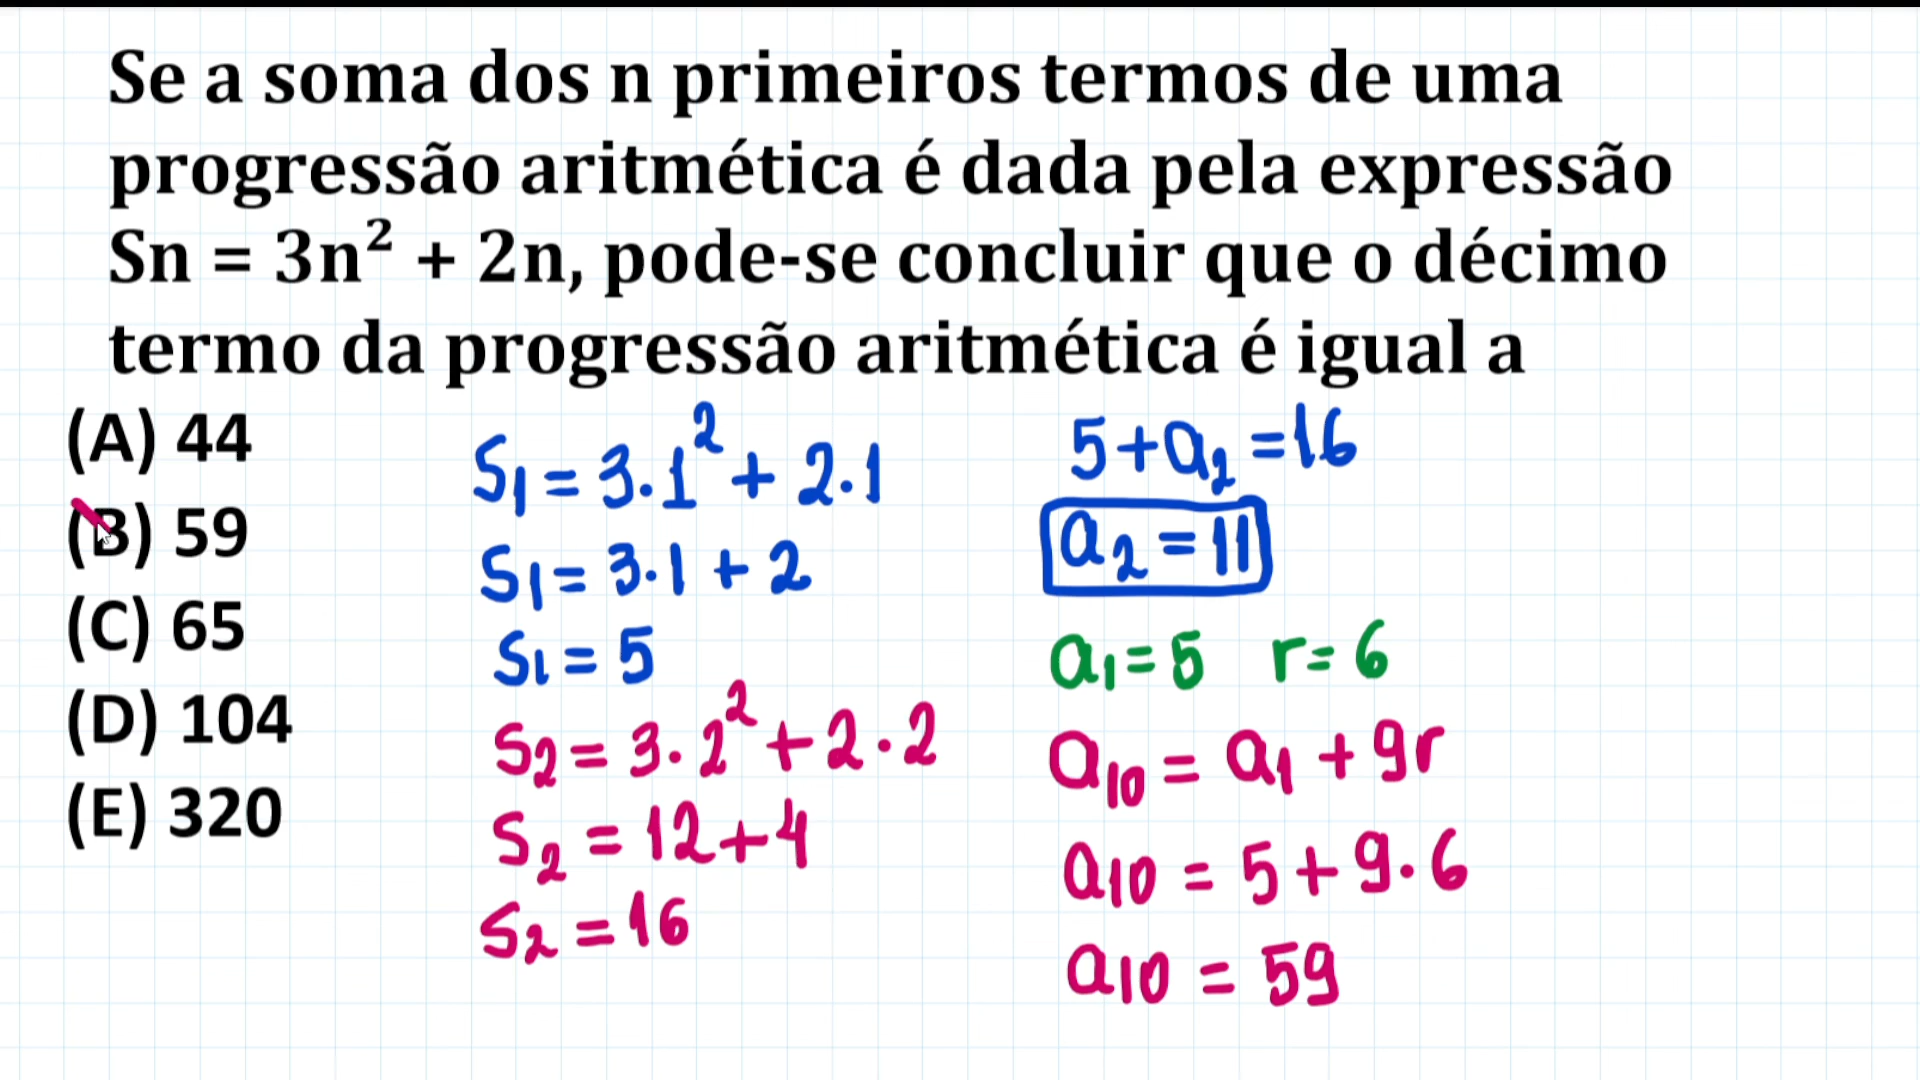 Se a soma dos n primeiros termos de uma
progressão aritmética é dada pela expressão
Sn = 3n² + 2n, pode-se concluir que o décimo
termo da progressão aritmética é igual a
(A) 44
(B) 59
(C) 65
(D) 104
(E) 320
S₁ = 3·1² + 2·1
S₁ = 3·1 + 2
S₁ = 5
S₂ = 3·2² + 2·2
S₂ = 12 + 4
S₂ = 16
5 + a₂ = 16
a₂ = 11
a₁ = 5 r = 6
a₁₀ = a₁ + 9r
a₁₀ = 5 + 9·6
a₁₀ = 59